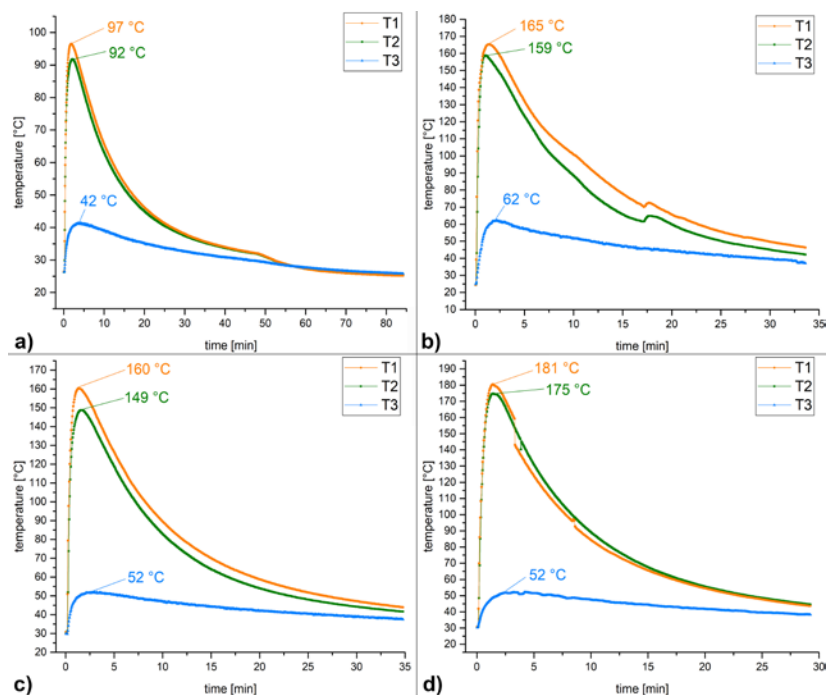 97 °C
92 °C
42 °C
T1
T2
T3
100
90
80
70
60
50
40
30
20
temperature [°C]
0 10 20 30 40 50 60 70 80
time [min]
a)
165 °C
159 °C
62 °C
T1
T2
T3
180
170
160
150
140
130
120
110
100
90
80
70
60
50
40
30
20
10
temperature [°C]
0 5 10 15 20 25 30 35
time [min]
b)
160 °C
149 °C
52 °C
T1
T2
T3
170
160
150
140
130
120
110
100
90
80
70
60
50
40
30
20
temperature [°C]
0 5 10 15 20 25 30 35
time [min]
c)
181 °C
175 °C
52 °C
T1
T2
T3
190
180
170
160
150
140
130
120
110
100
90
80
70
60
50
40
30
20
temperature [°C]
0 5 10 15 20 25 30
time [min]
d)